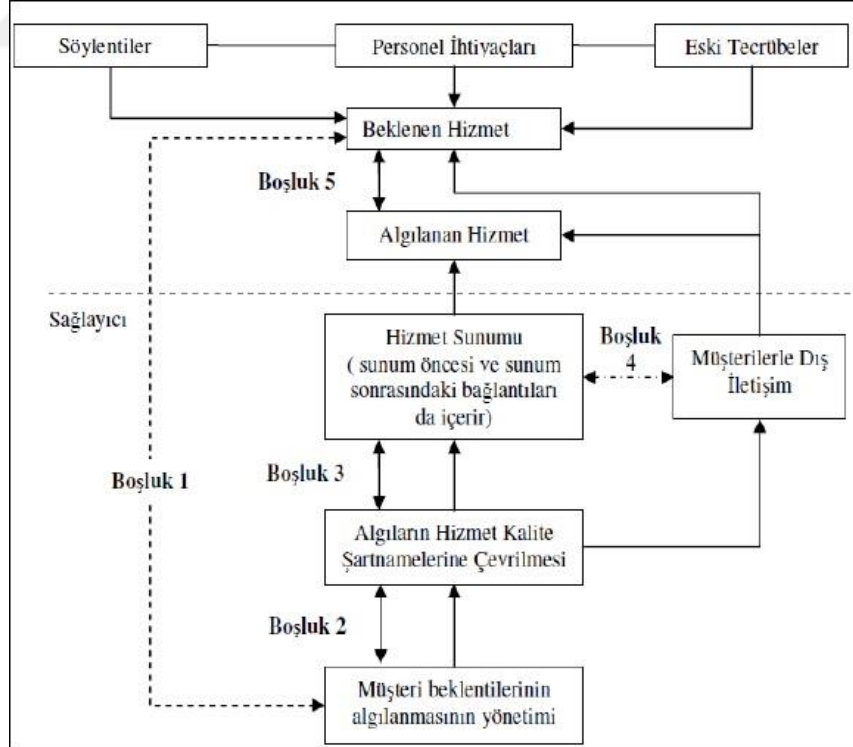 Söylentiler
Personel İhtiyaçları
Eski Tecrübeler
Beklenen Hizmet
Boşluk 5
Algılanan Hizmet
Sağlayıcı
Hizmet Sunumu
( sunum öncesi ve sunum
sonrasındaki bağlantıları
da içerir)
Boşluk
4
Müşterilerle Dış
İletişim
Boşluk 1
Boşluk 3
Algıların Hizmet Kalite
Şartnamelerine Çevrilmesi
Boşluk 2
Müşteri beklentilerinin
algılanmasının yönetimi